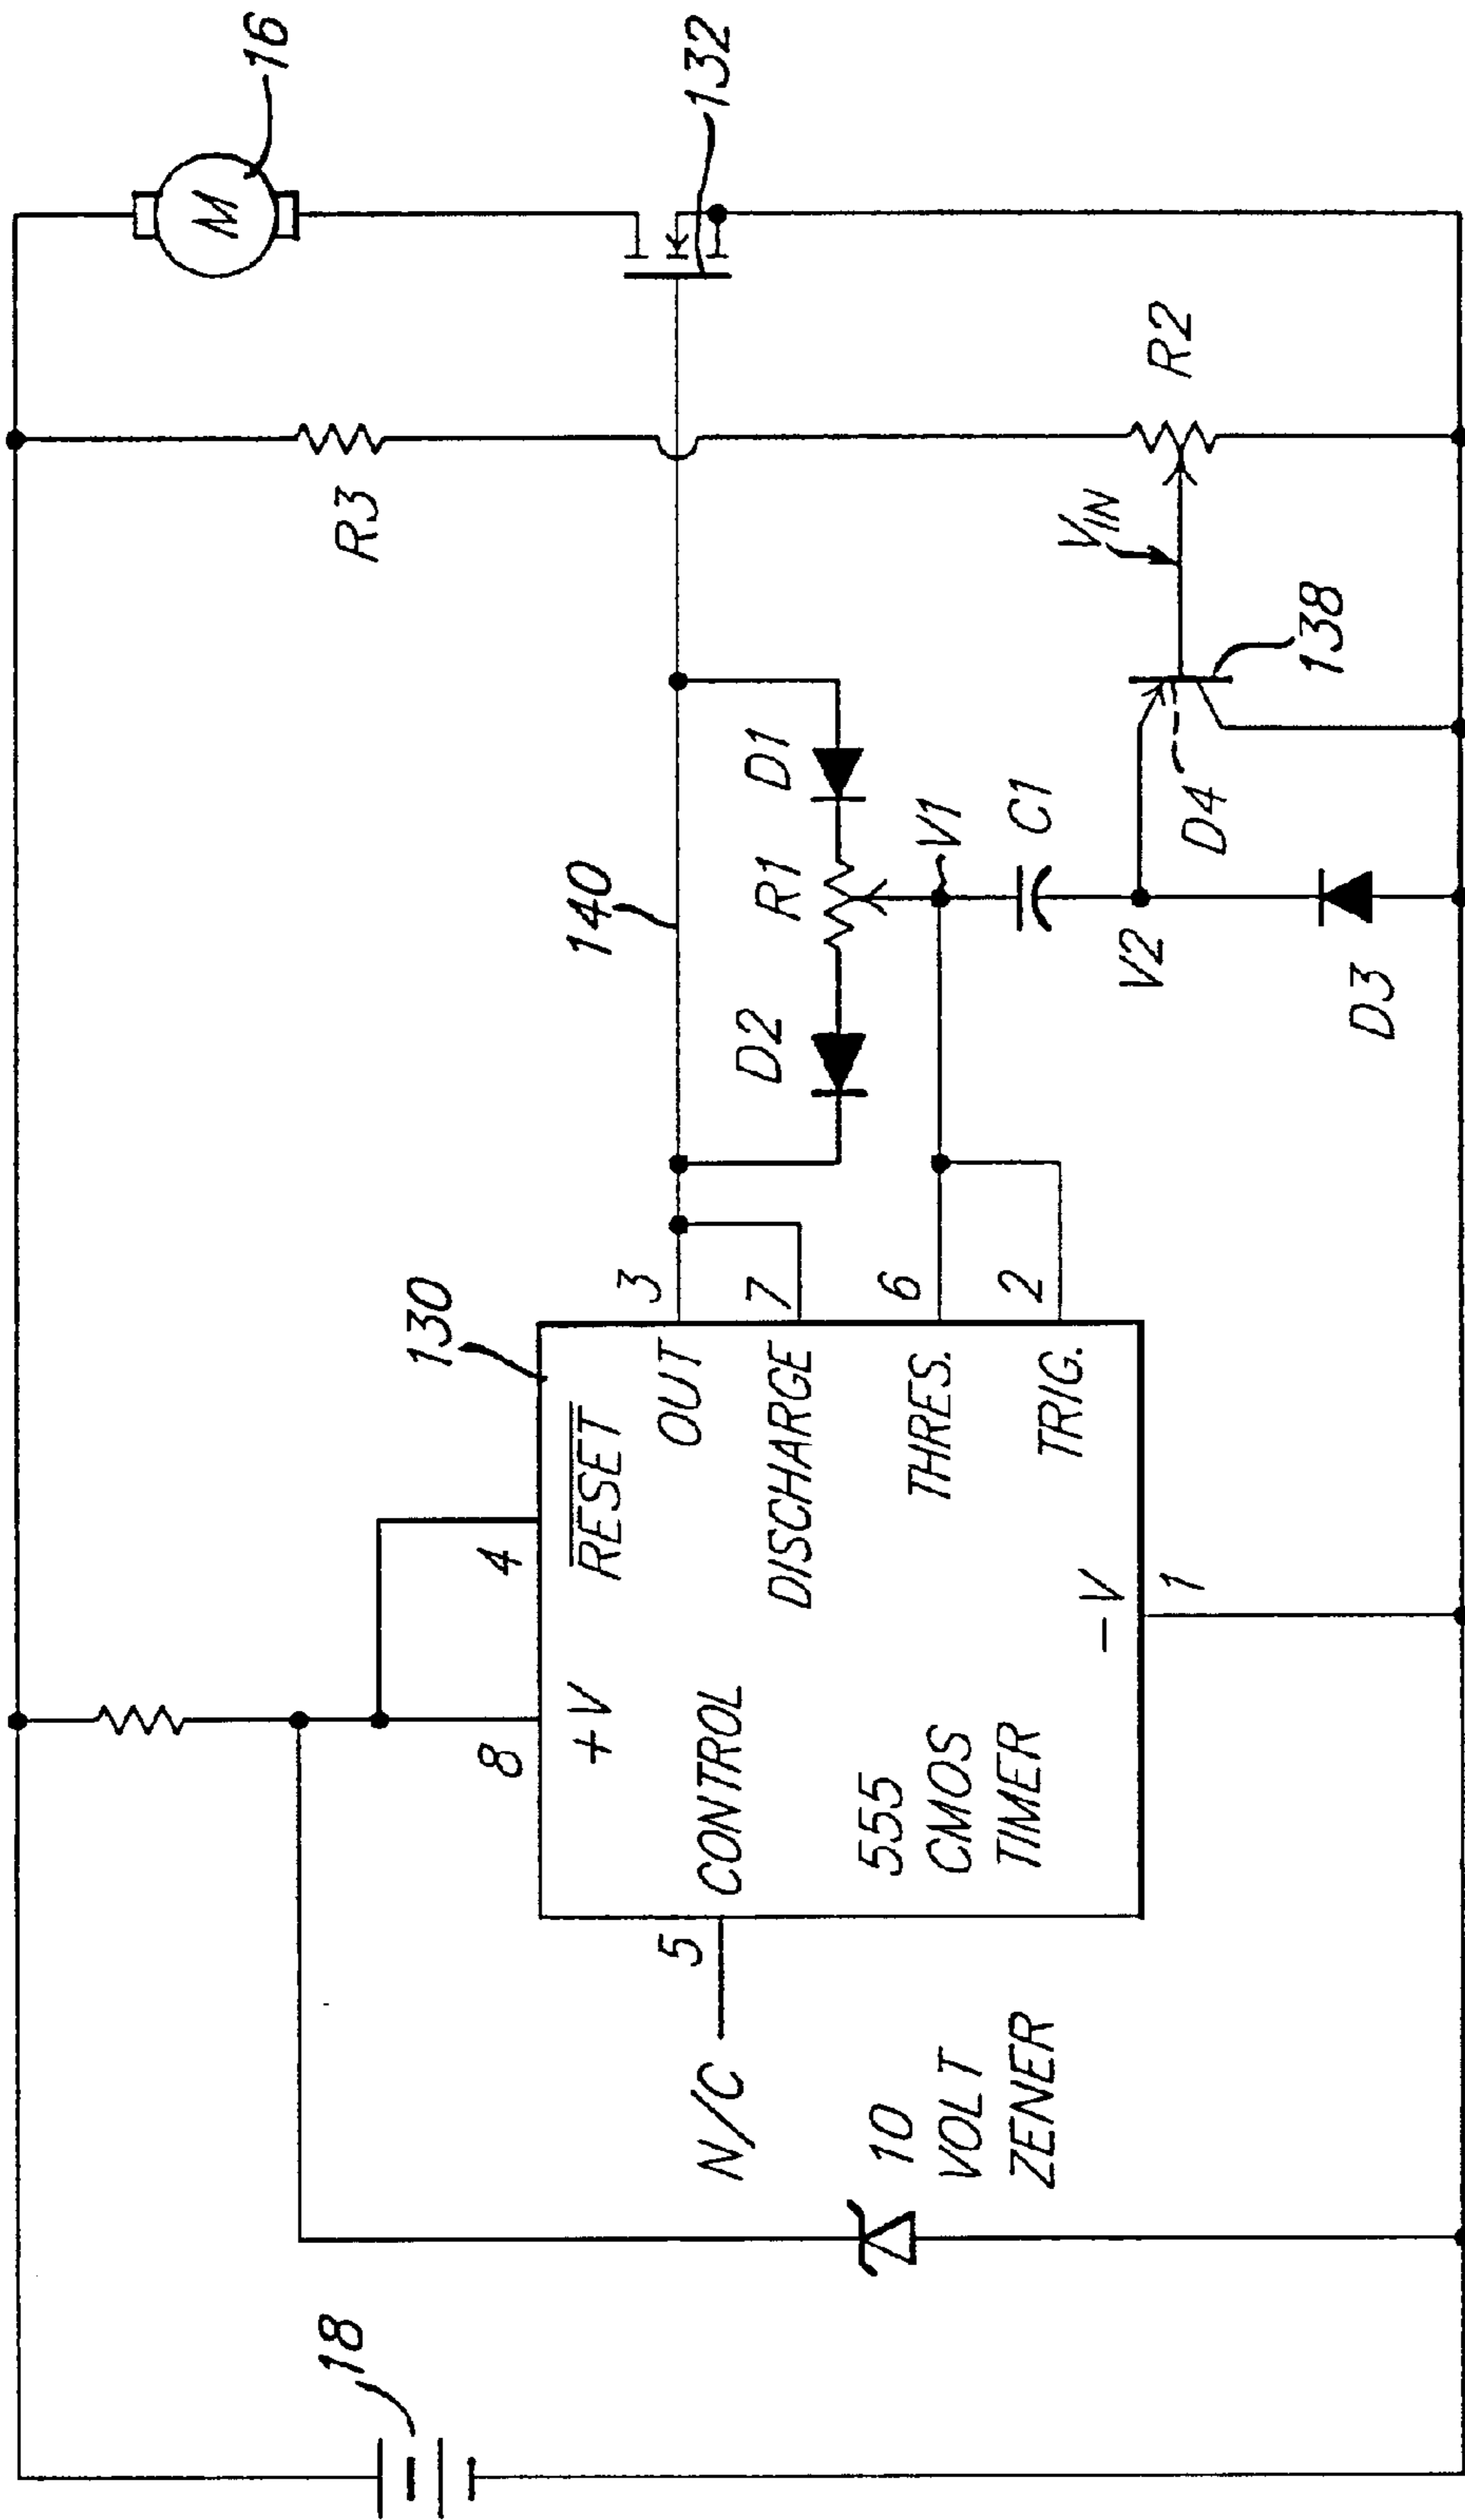 18
10
VOLT
ZENER
N/C
5
8
4
130
+V
RESET
CONTROL
OUT
DISCHARGE
THRES.
TRIG.
555
CMOS
TIMER
-V
1
3
7
6
2
140
D2
R1
D1
V1
C1
V2
D3
D4
138
VIN
R3
R2
M
16
132